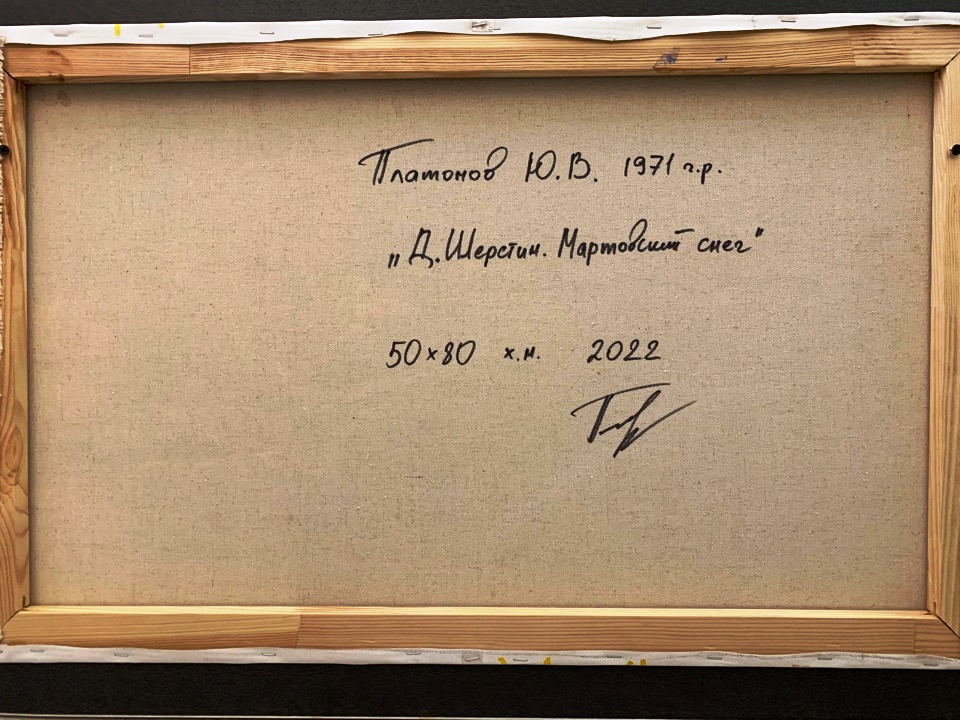 Платонов Ю.В. 1971 г.р.
„Д.Шерстин. Мартовский снег"
50×80 х.м. 2022